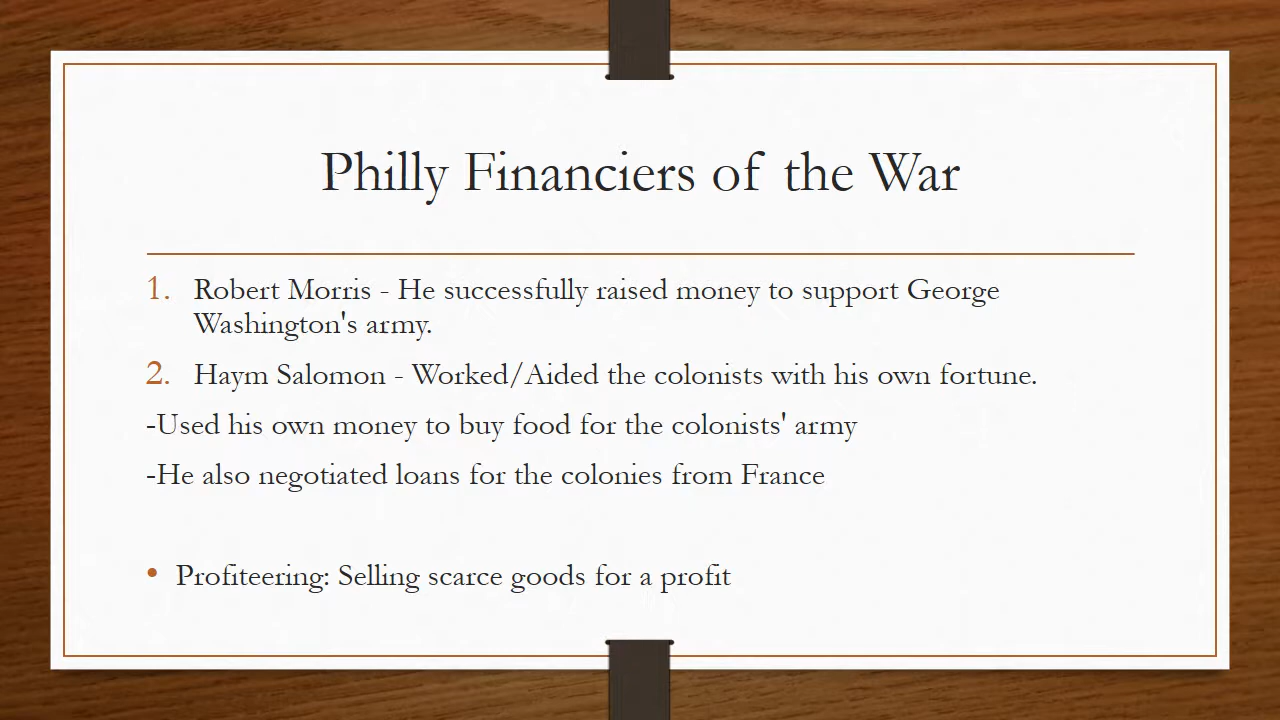 Philly Financiers of the War
1. Robert Morris - He successfully raised money to support George
Washington's army.
2. Haym Salomon - Worked/Aided the colonists with his own fortune.
-Used his own money to buy food for the colonists' army
-He also negotiated loans for the colonies from France
• Profiteering: Selling scarce goods for a profit